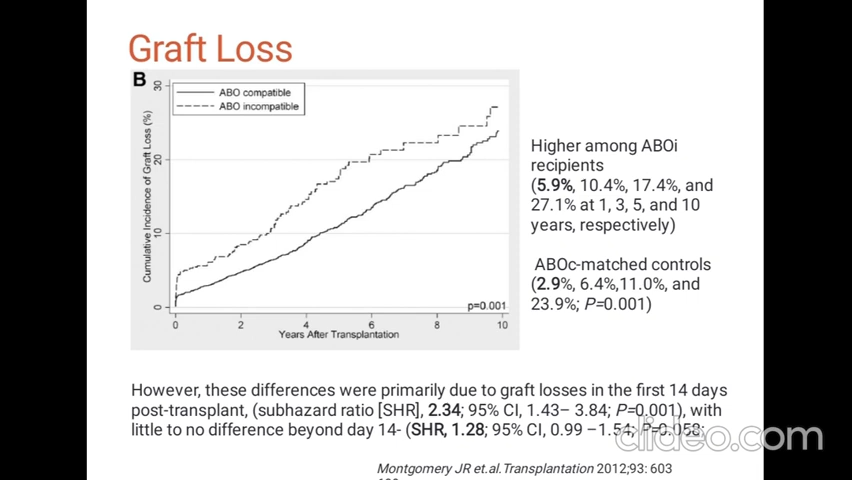 Graft Loss
B
ABO compatible
ABO incompatible
Cumulative Incidence of Graft Loss (%)
30
20
10
0
0 2 4 6 8 10
p=0.001
Years After Transplantation
Higher among ABOi
recipients
(5.9%, 10.4%, 17.4%, and
27.1% at 1, 3, 5, and 10
years, respectively)
ABOc-matched controls
(2.9%, 6.4%,11.0%, and
23.9%; P=0.001)
However, these differences were primarily due to graft losses in the first 14 days
post-transplant, (subhazard ratio [SHR], 2.34; 95% CI, 1.43– 3.84; P=0.001), with
little to no difference beyond day 14- (SHR, 1.28; 95% CI, 0.99 –1.54; P=0.058;
clideo.com
Montgomery JR et.al.Transplantation 2012;93: 603